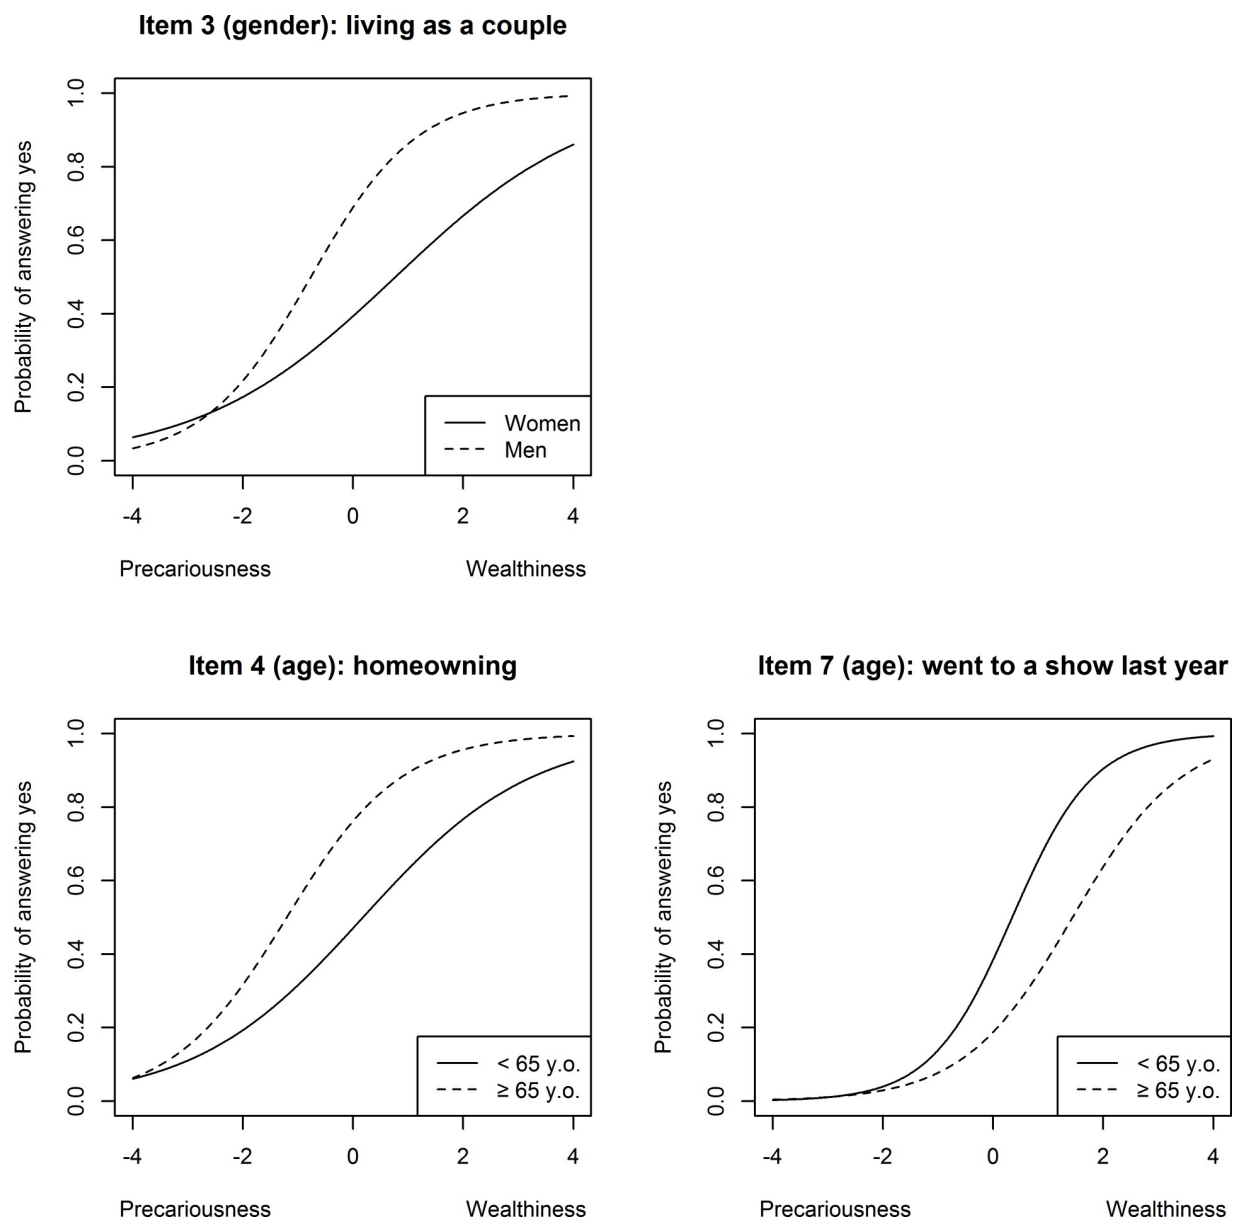 Item 3 (gender): living as a couple
Probability of answering yes
1.0
0.8
0.6
0.4
0.2
0.0
Women
Men
-4 -2 0 2 4
Precariousness Wealthiness
Item 4 (age): homeowning
Probability of answering yes
1.0
0.8
0.6
0.4
0.2
0.0
< 65 y.o.
≥ 65 y.o.
-4 -2 0 2 4
Precariousness Wealthiness
Item 7 (age): went to a show last year
Probability of answering yes
1.0
0.8
0.6
0.4
0.2
0.0
< 65 y.o.
≥ 65 y.o.
-4 -2 0 2 4
Precariousness Wealthiness